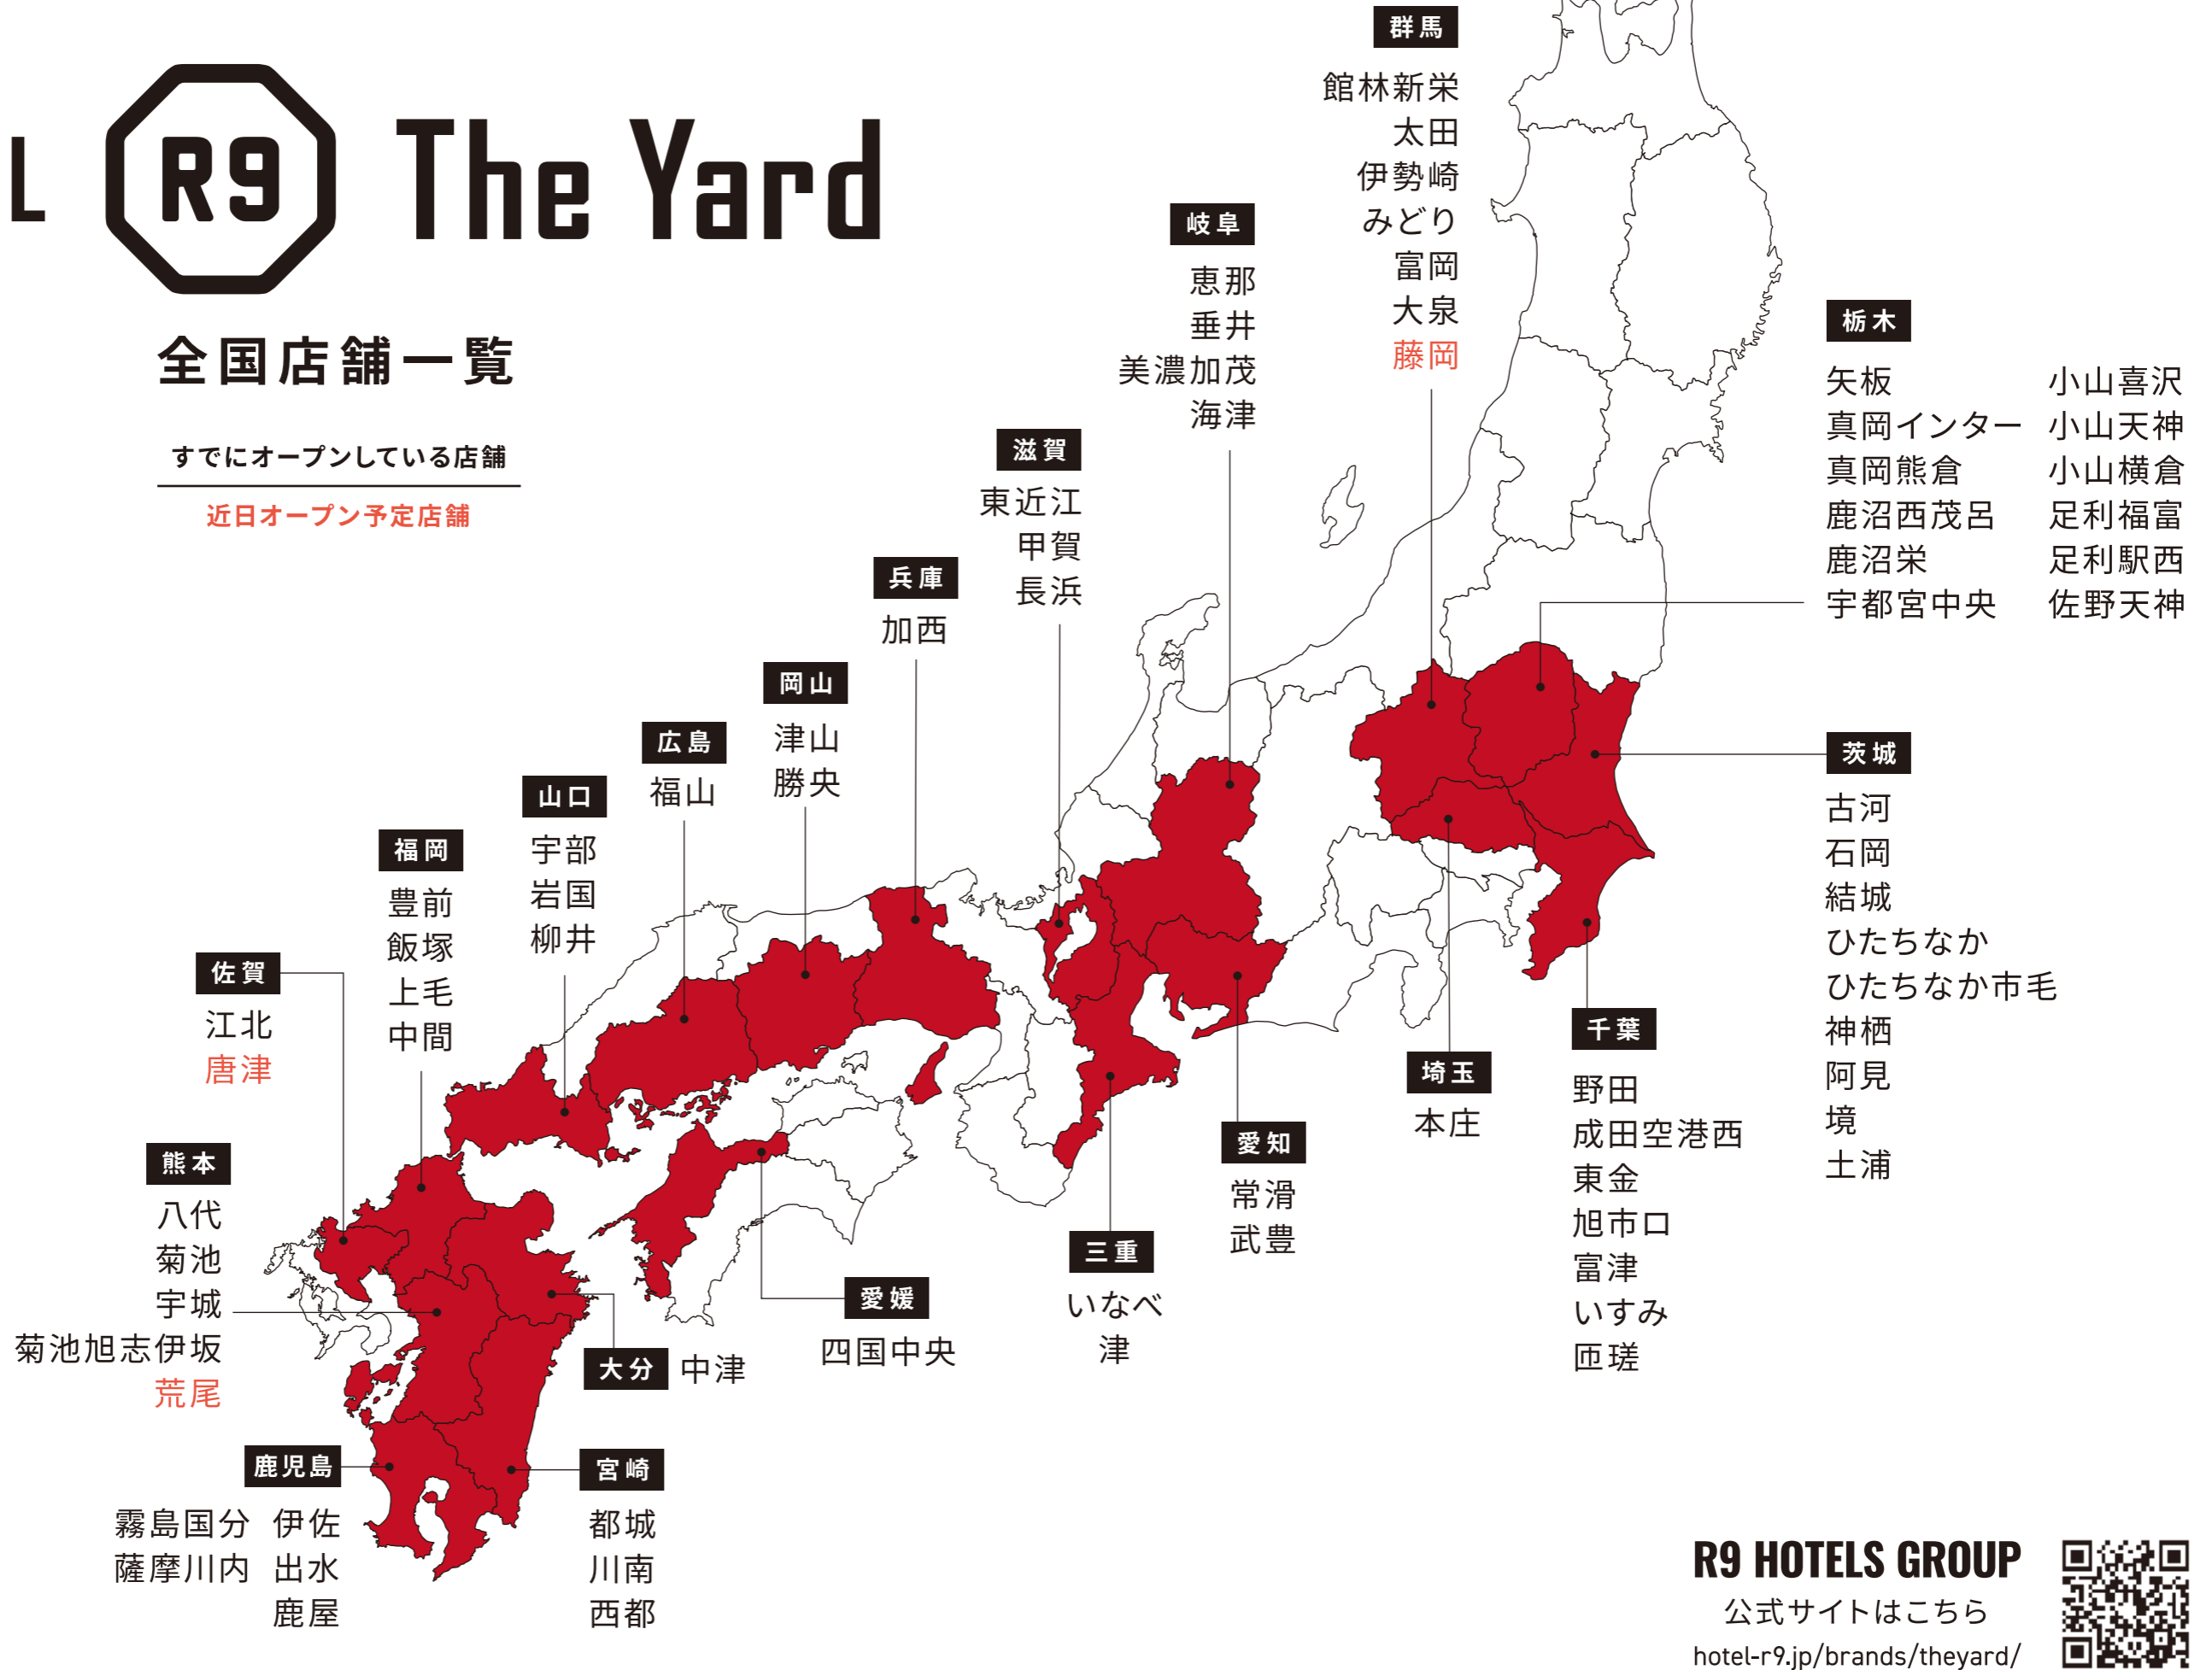 L R9 The Yard
全国店舗一覧
すでにオープンしている店舗
近日オープン予定店舗
群馬
館林新栄
太田
伊勢崎
みどり
富岡
大泉
藤岡
岐阜
恵那
垂井
美濃加茂
海津
栃木
矢板 小山喜沢
真岡インター 小山天神
真岡熊倉 小山横倉
鹿沼西茂呂 足利福富
鹿沼栄 足利駅西
宇都宮中央 佐野天神
滋賀
東近江
甲賀
長浜
兵庫
加西
岡山
津山
勝央
広島
福山
山口
宇部
岩国
柳井
福岡
豊前
飯塚
上毛
中間
佐賀
江北
唐津
茨城
古河
石岡
結城
ひたちなか
ひたちなか市毛
神栖
阿見
境
土浦
千葉
野田
成田空港西
東金
旭市口
富津
いすみ
匝瑳
埼玉
本庄
愛知
常滑
武豊
三重
いなべ
津
愛媛
四国中央
熊本
八代
菊池
宇城
菊池旭志伊坂
荒尾
大分 中津
鹿児島
霧島国分 伊佐
薩摩川内 出水
鹿屋
宮崎
都城
川南
西都
R9 HOTELS GROUP
公式サイトはこちら
hotel-r9.jp/brands/theyard/